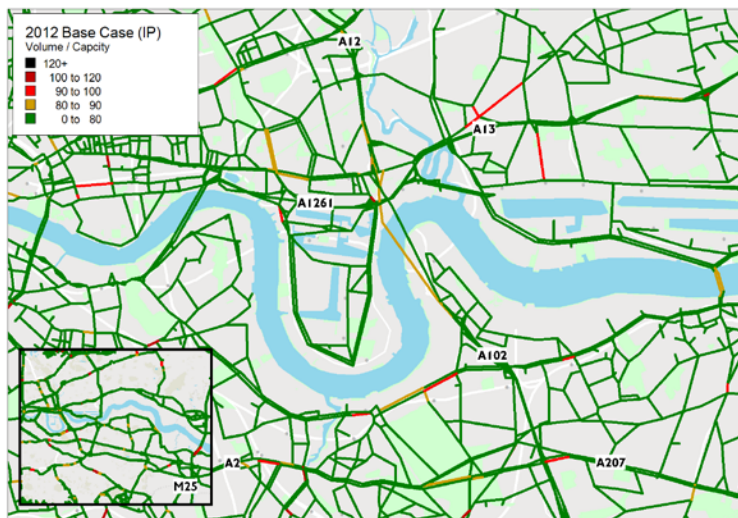 2012 Base Case (IP)
Volume / Capcity
120+
100 to 120
90 to 100
80 to 90
0 to 80
A12
A13
A1261
A102
A2
A207
M25